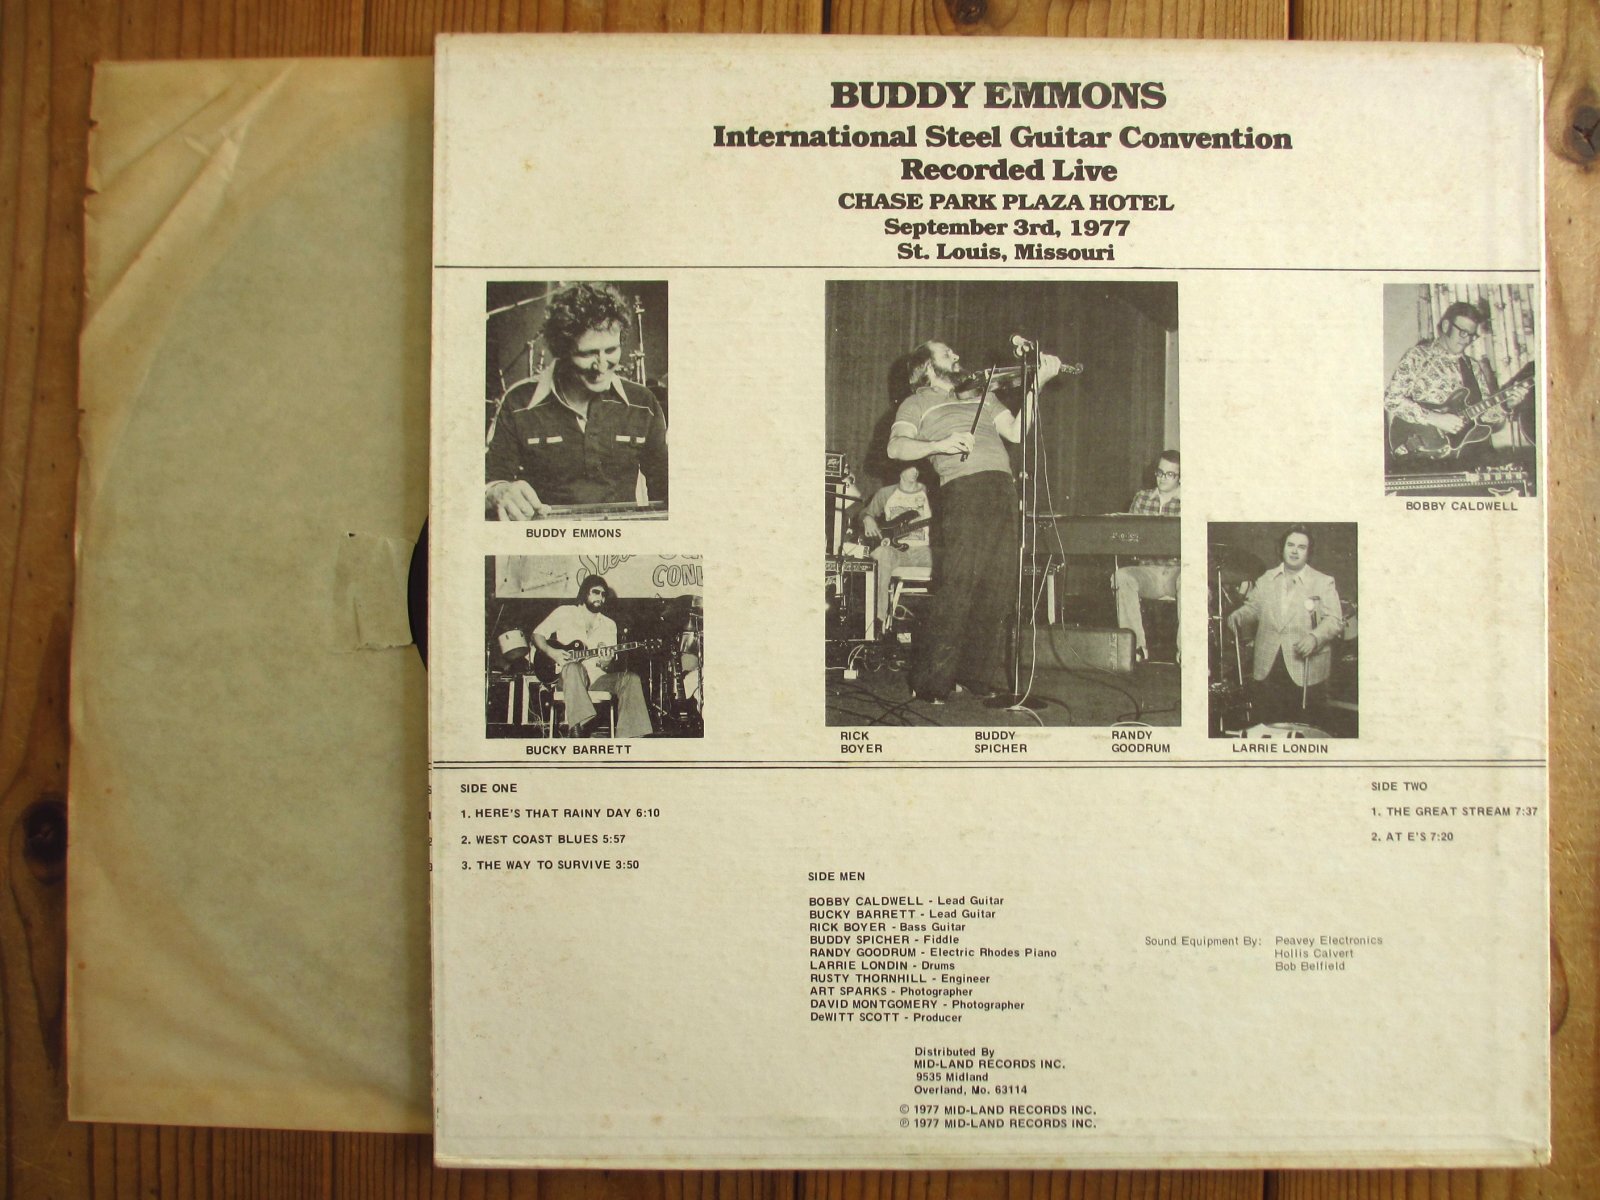 BUDDY EMMONS
International Steel Guitar Convention
Recorded Live
CHASE PARK PLAZA HOTEL
September 3rd, 1977
St. Louis, Missouri
BUDDY EMMONS
BOBBY CALDWELL
BUCKY BARRETT
RICK
BOYER
BUDDY
SPICHER
RANDY
GOODRUM
LARRIE LONDIN
SIDE ONE
1. HERE'S THAT RAINY DAY 6:10
2. WEST COAST BLUES 5:57
3. THE WAY TO SURVIVE 3:50
SIDE TWO
1. THE GREAT STREAM 7:37
2. AT E'S 7:20
SIDE MEN
BOBBY CALDWELL - Lead Guitar
BUCKY BARRETT - Lead Guitar
RICK BOYER - Bass Guitar
BUDDY SPICHER - Fiddle
RANDY GOODRUM - Electric Rhodes Piano
LARRIE LONDIN - Drums
RUSTY THORNHILL - Engineer
ART SPARKS - Photographer
DAVID MONTGOMERY - Photographer
DeWITT SCOTT - Producer
Sound Equipment By: Peavey Electronics
Hollis Calvert
Bob Belfield
Distributed By
MID-LAND RECORDS INC.
9535 Midland
Overland, Mo. 63114
© 1977 MID-LAND RECORDS INC.
℗ 1977 MID-LAND RECORDS INC.